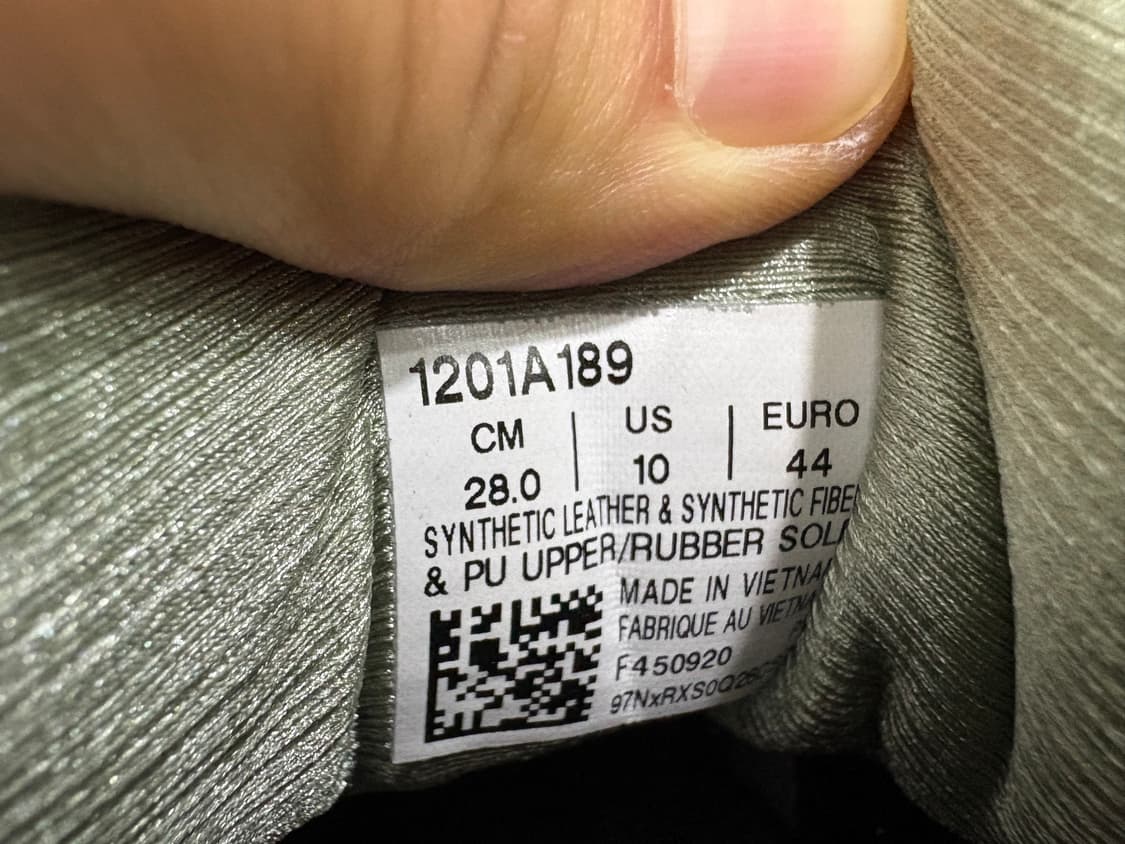 1201A189
CM | US | EURO
28.0 | 10 | 44
SYNTHETIC LEATHER & SYNTHETIC
& PU UPPER/RUBBER
MADE IN
FABRIQUE AU
F450920